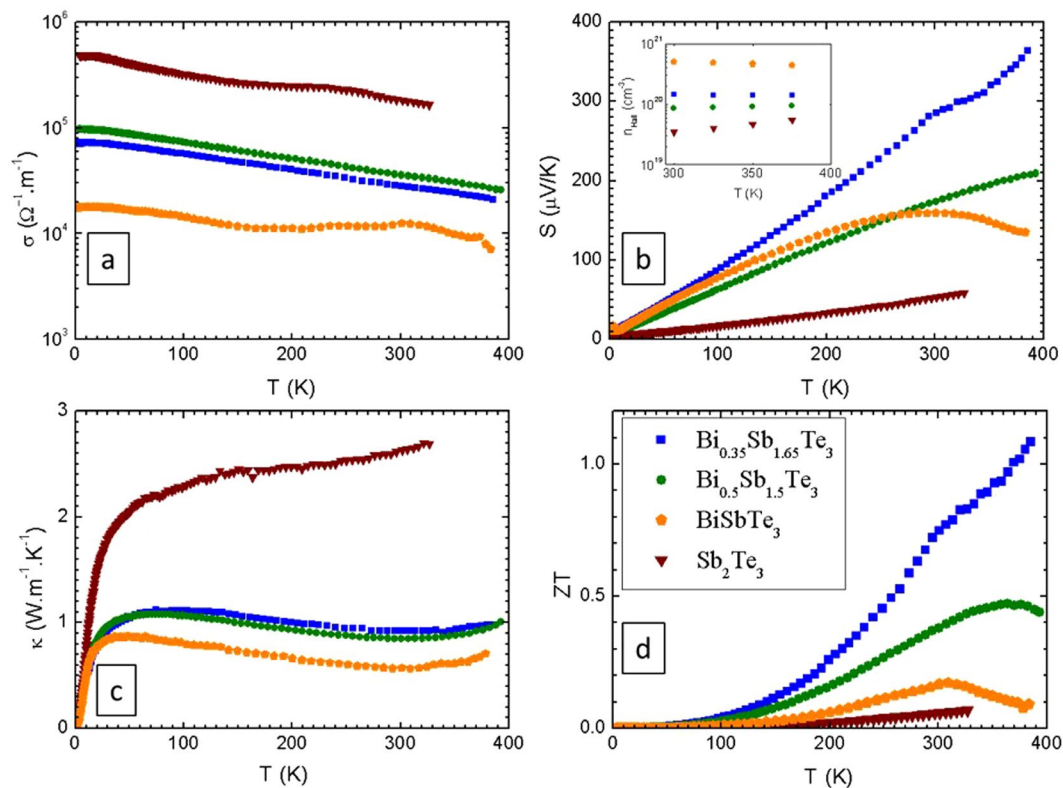 10⁶
10⁵
10⁴
10³
σ (Ω⁻¹.m⁻¹)
a
0 100 200 300 400
T (K)
400
300
200
100
0
S (μV/K)
10²¹
10²⁰
10¹⁹
n_Hall (cm⁻³)
300 350 400
T (K)
b
0 100 200 300 400
T (K)
3
2
1
0
κ (W.m⁻¹.K⁻¹)
c
0 100 200 300 400
T (K)
1.0
0.5
0.0
ZT
Bi₀.₃₅Sb₁.₆₅Te₃
Bi₀.₅Sb₁.₅Te₃
BiSbTe₃
Sb₂Te₃
d
0 100 200 300 400
T (K)